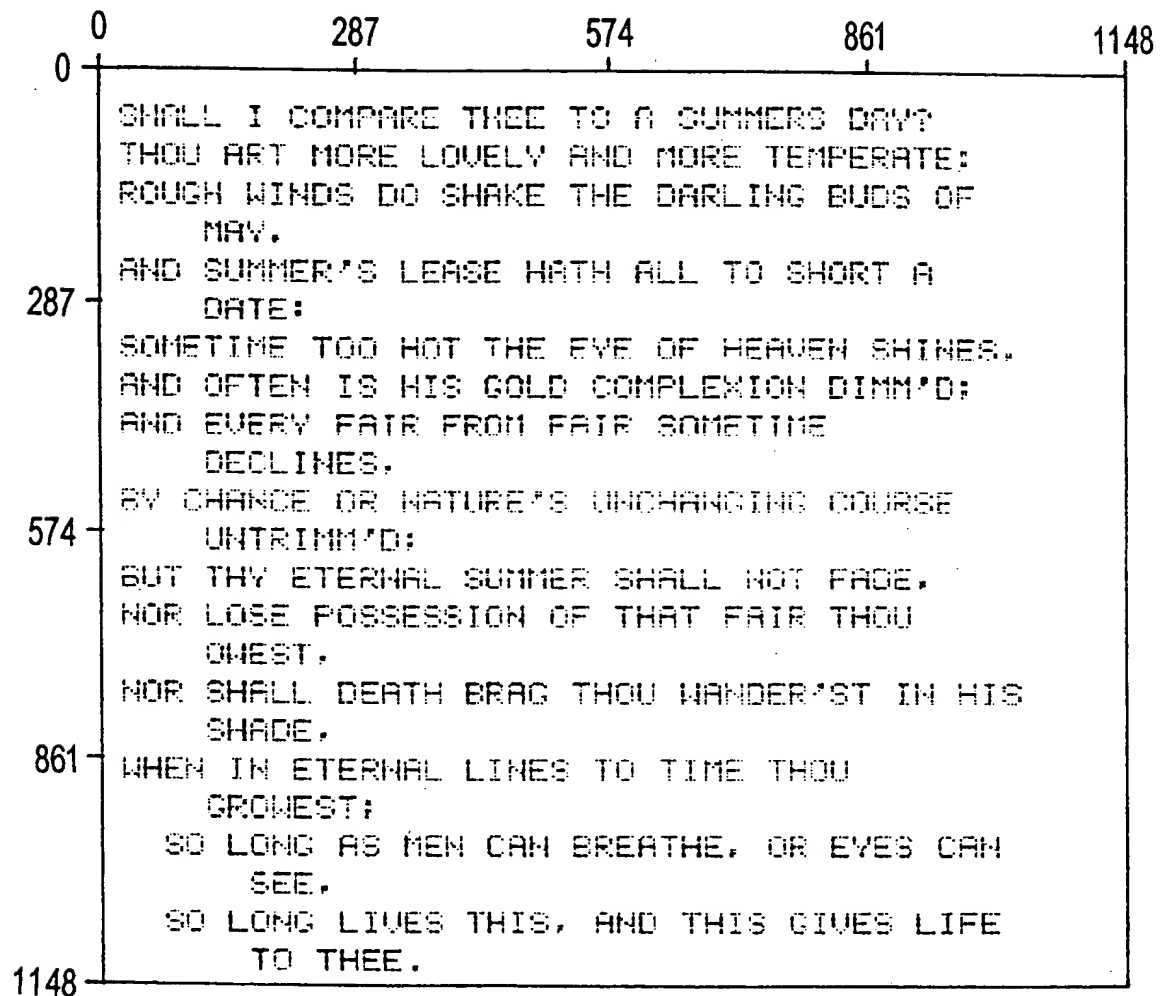 0 287 574 861 1148
0
SHALL I COMPARE THEE TO A SUMMERS DAY?
THOU ART MORE LOVELY AND MORE TEMPERATE:
ROUGH WINDS DO SHAKE THE DARLING BUDS OF
MAY,
AND SUMMER'S LEASE HATH ALL TO SHORT A
287
DATE:
SOMETIME TOO HOT THE EYE OF HEAVEN SHINES,
AND OFTEN IS HIS GOLD COMPLEXION DIMM'D;
AND EVERY FAIR FROM FAIR SOMETIME
DECLINES,
BY CHANCE OR NATURE'S UNCHANGING COURSE
574
UNTRIMM'D;
BUT THY ETERNAL SUMMER SHALL NOT FADE,
NOR LOSE POSSESSION OF THAT FAIR THOU
OWEST,
NOR SHALL DEATH BRAG THOU WANDER'ST IN HIS
SHADE,
861
WHEN IN ETERNAL LINES TO TIME THOU
GROWEST;
SO LONG AS MEN CAN BREATHE, OR EYES CAN
SEE,
SO LONG LIVES THIS, AND THIS GIVES LIFE
TO THEE.
1148